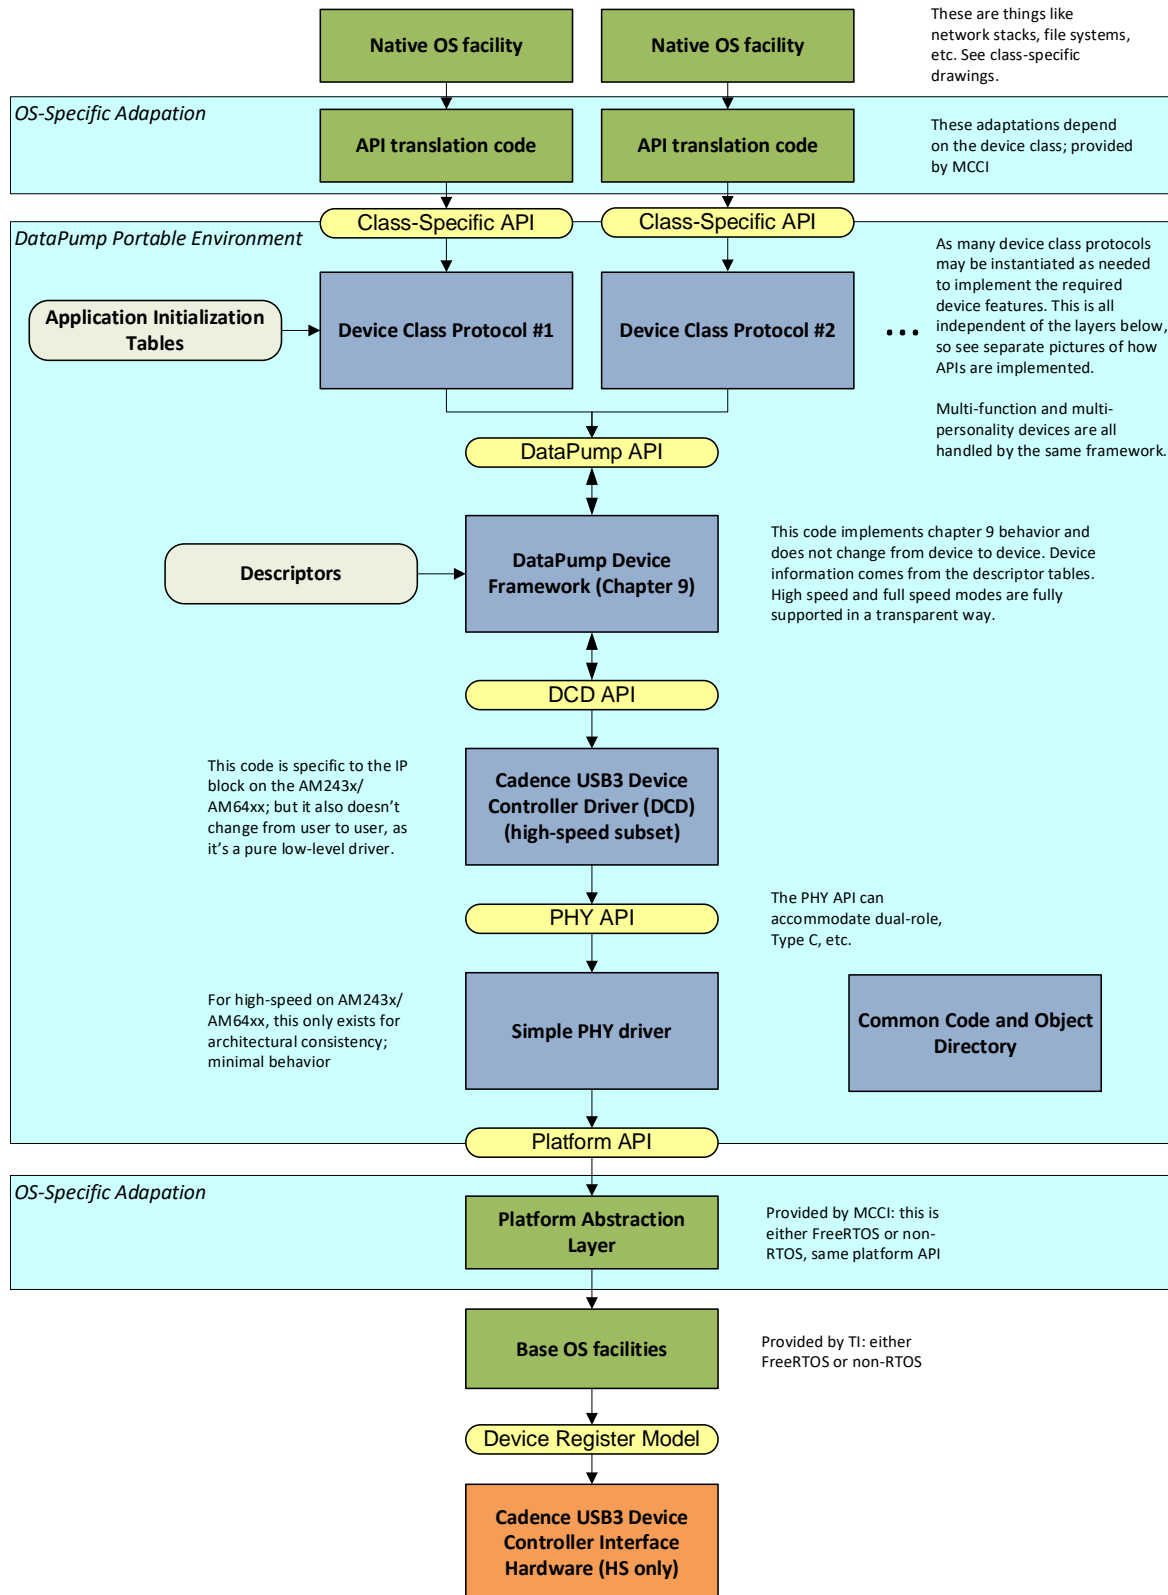 Native OS facility
Native OS facility
These are things like
network stacks, file systems,
etc. See class-specific
drawings.
OS-Specific Adapation
API translation code
API translation code
These adaptations depend
on the device class; provided
by MCCI
Class-Specific API
Class-Specific API
DataPump Portable Environment
Application Initialization
Tables
Device Class Protocol #1
Device Class Protocol #2
...
As many device class protocols
may be instantiated as needed
to implement the required
device features. This is all
independent of the layers below,
so see separate pictures of how
APIs are implemented.
Multi-function and multi-
personality devices are all
handled by the same framework.
DataPump API
Descriptors
DataPump Device
Framework (Chapter 9)
This code implements chapter 9 behavior and
does not change from device to device. Device
information comes from the descriptor tables.
High speed and full speed modes are fully
supported in a transparent way.
DCD API
This code is specific to the IP
block on the AM243x/
AM64xx; but it also doesn't
change from user to user, as
it's a pure low-level driver.
Cadence USB3 Device
Controller Driver (DCD)
(high-speed subset)
PHY API
The PHY API can
accommodate dual-role,
Type C, etc.
For high-speed on AM243x/
AM64xx, this only exists for
architectural consistency;
minimal behavior
Simple PHY driver
Common Code and Object
Directory
Platform API
OS-Specific Adapation
Platform Abstraction
Layer
Provided by MCCI: this is
either FreeRTOS or non-
RTOS, same platform API
Base OS facilities
Provided by TI: either
FreeRTOS or non-RTOS
Device Register Model
Cadence USB3 Device
Controller Interface
Hardware (HS only)